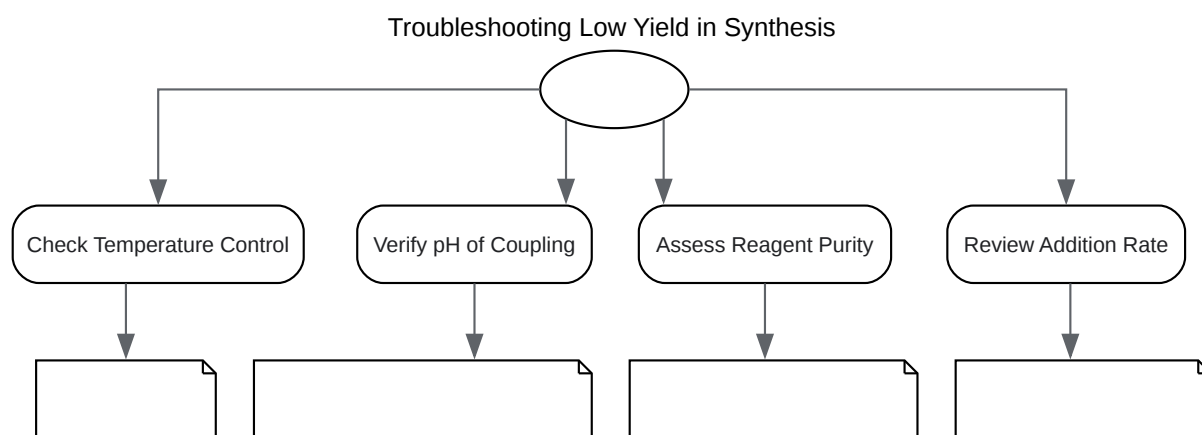 Troubleshooting Low Yield in Synthesis
Check Temperature Control
Verify pH of Coupling
Assess Reagent Purity
Review Addition Rate